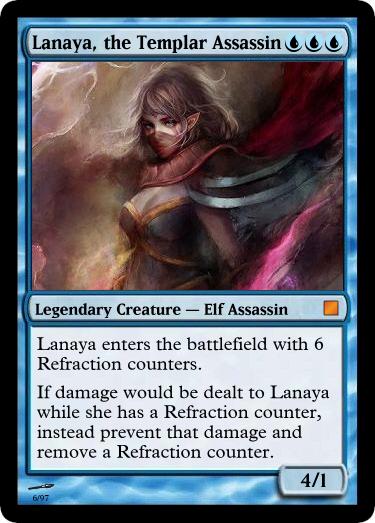 Lanaya, the Templar Assassin
Legendary Creature — Elf Assassin
Lanaya enters the battlefield with 6
Refraction counters.
If damage would be dealt to Lanaya
while she has a Refraction counter,
instead prevent that damage and
remove a Refraction counter.
4/1
6/97